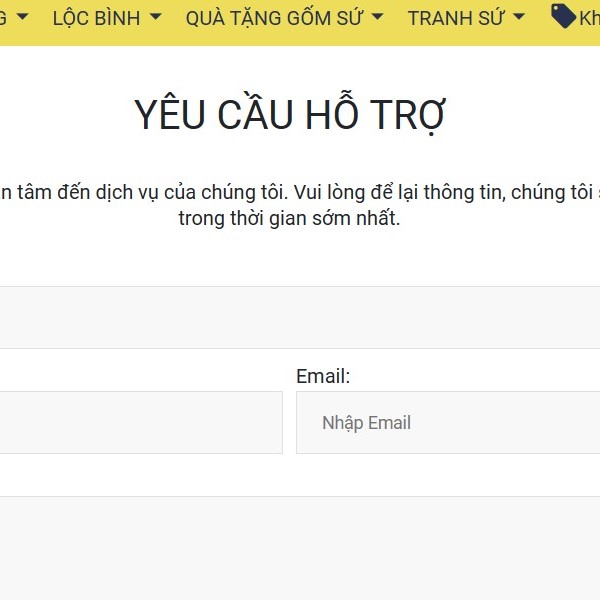 LỘC BÌNH QUÀ TẶNG GỐM SỨ TRANH SỨ
YÊU CẦU HỖ TRỢ
tâm đến dịch vụ của chúng tôi. Vui lòng để lại thông tin, chúng tôi
trong thời gian sớm nhất.
Email:
Nhập Email